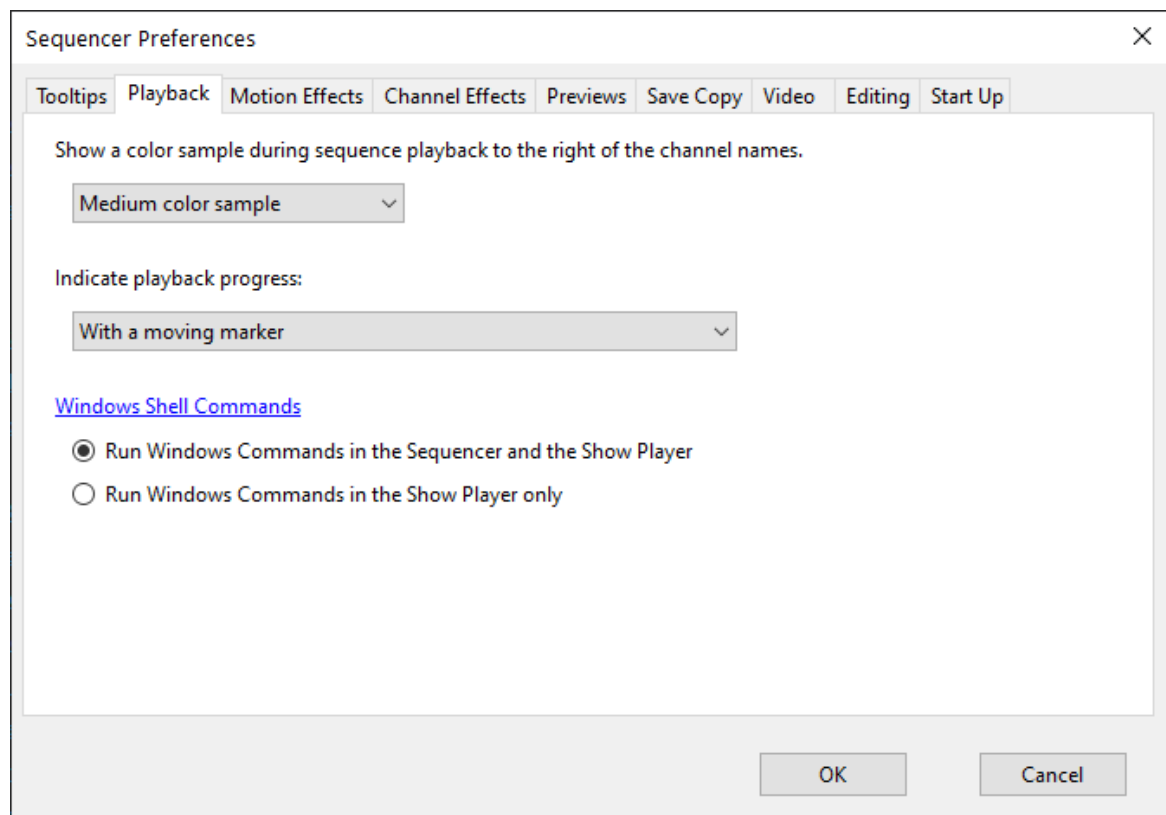 Sequencer Preferences
Tooltips Playback Motion Effects Channel Effects Previews Save Copy Video Editing Start Up
Show a color sample during sequence playback to the right of the channel names.
Medium color sample
Indicate playback progress:
With a moving marker
Windows Shell Commands
Run Windows Commands in the Sequencer and the Show Player
Run Windows Commands in the Show Player only
OK Cancel